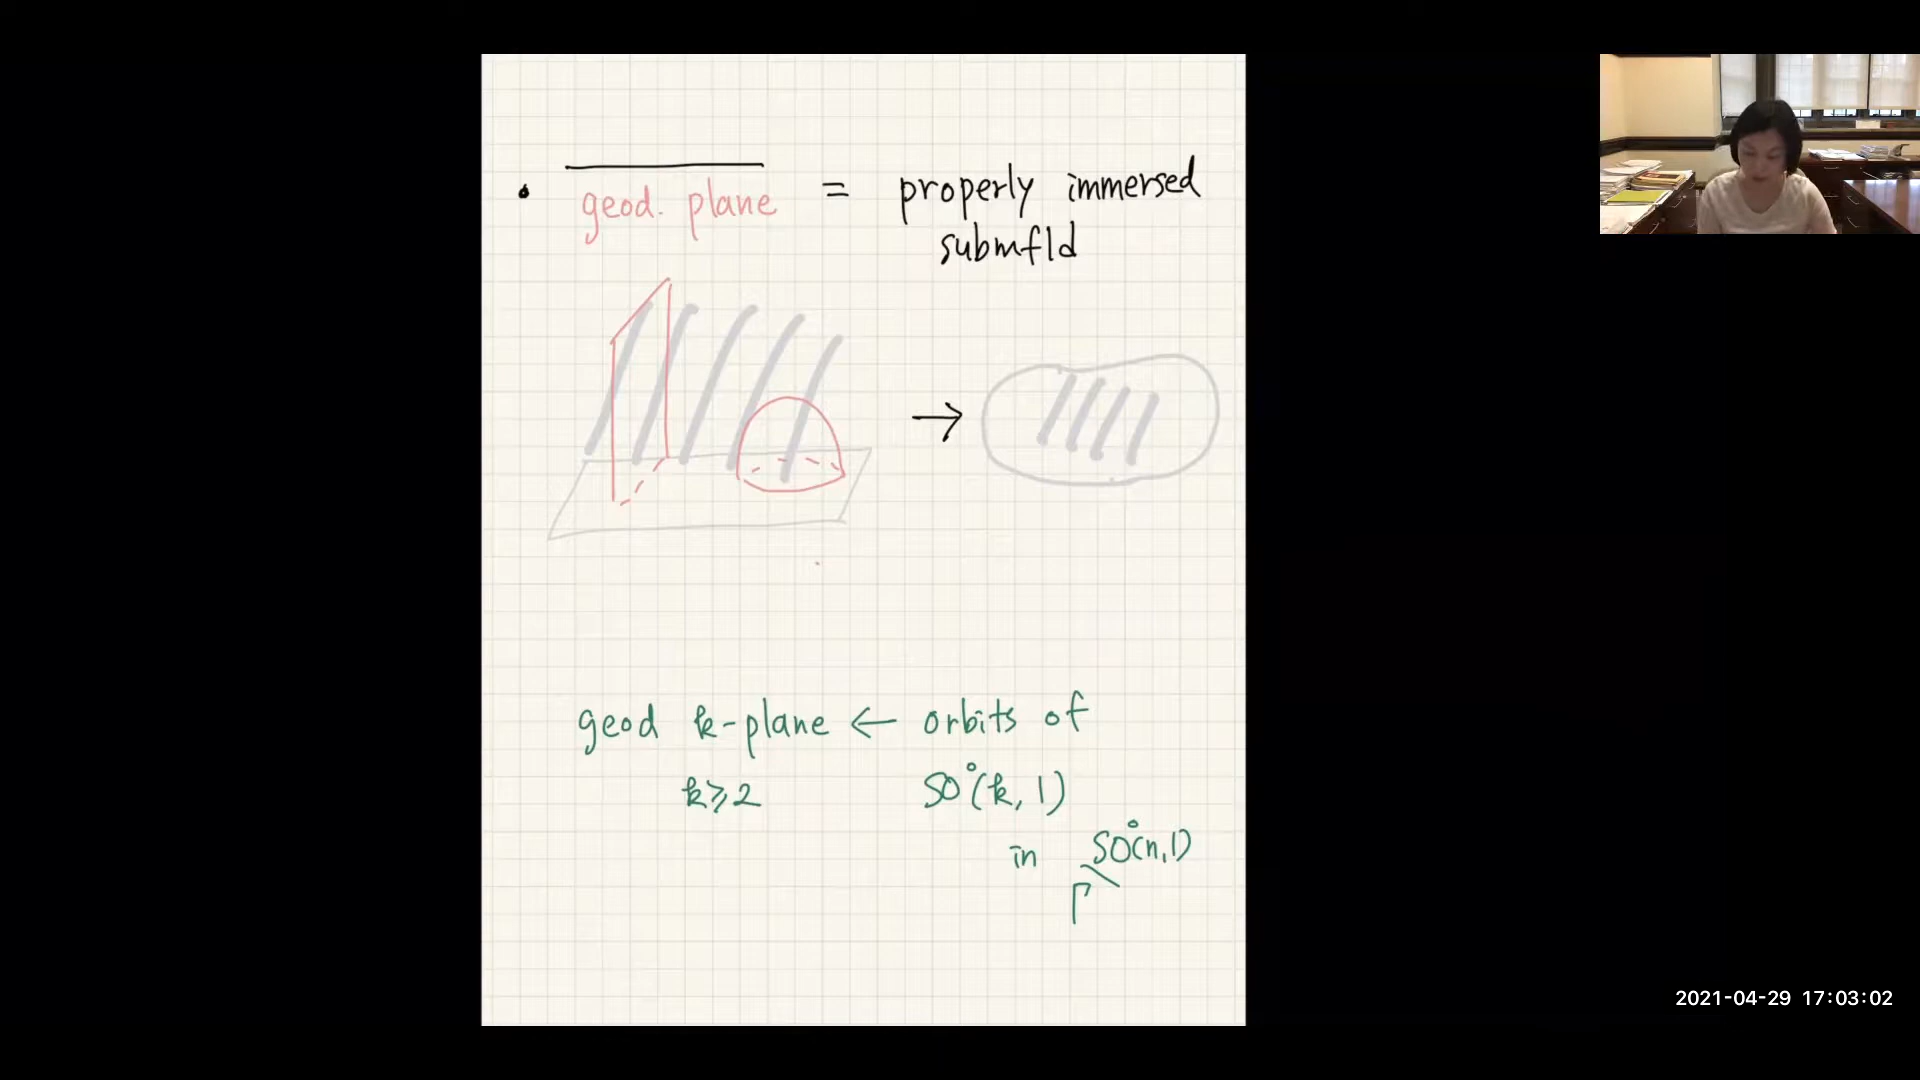 • geod. plane = properly immersed
submfld
→
geod k-plane ← orbits of
k⩾2 SO°(k, 1)
in SO°(n,1)
Γ\
2021-04-29 17:03:02